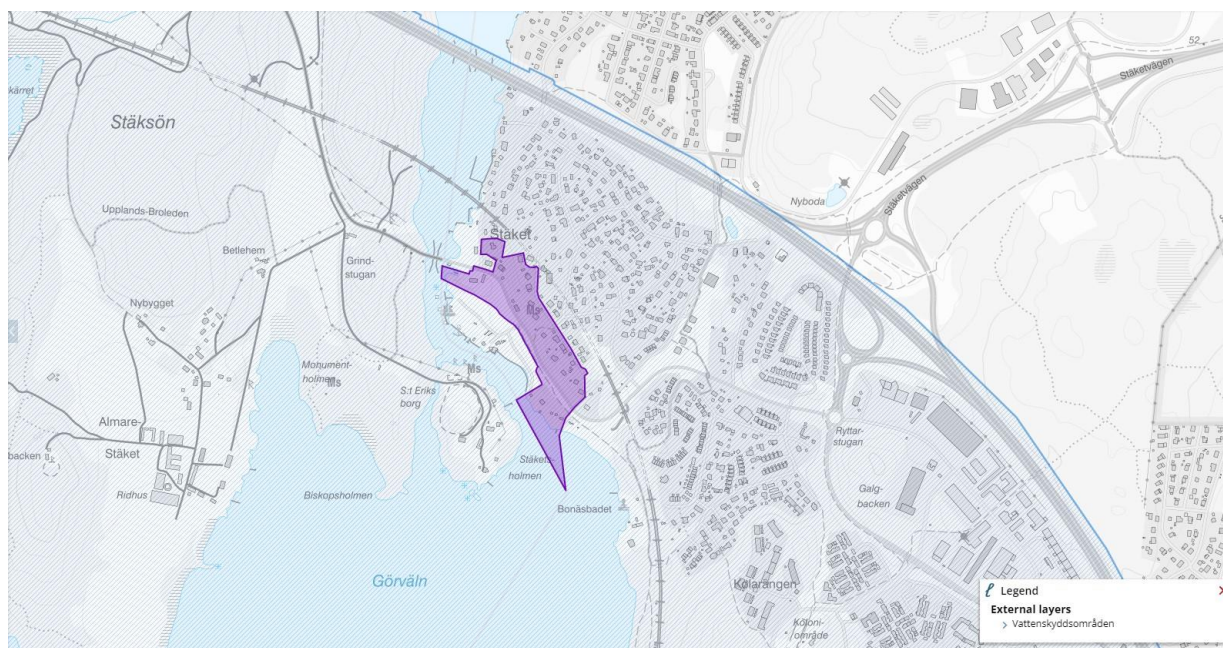 52
Stäketvägen
kärret
Stäksön
Nyboda
Stäketvägen
Upplands-Broleden
Betlehem
Stäket
Grind-
stugan
Nybygget
Ms
Monument-
holmen
Ms
Ms
S:t Eriks
borg
Almare-
Stäket
backen
Ryttar-
stugan
Stäkets-
holmen
Ridhus
Biskopsholmen
Galg-
backen
Bonäsbadet
Görväln
Kolarängen
Koloni-
område
Legend
External layers
Vattenskyddsområden